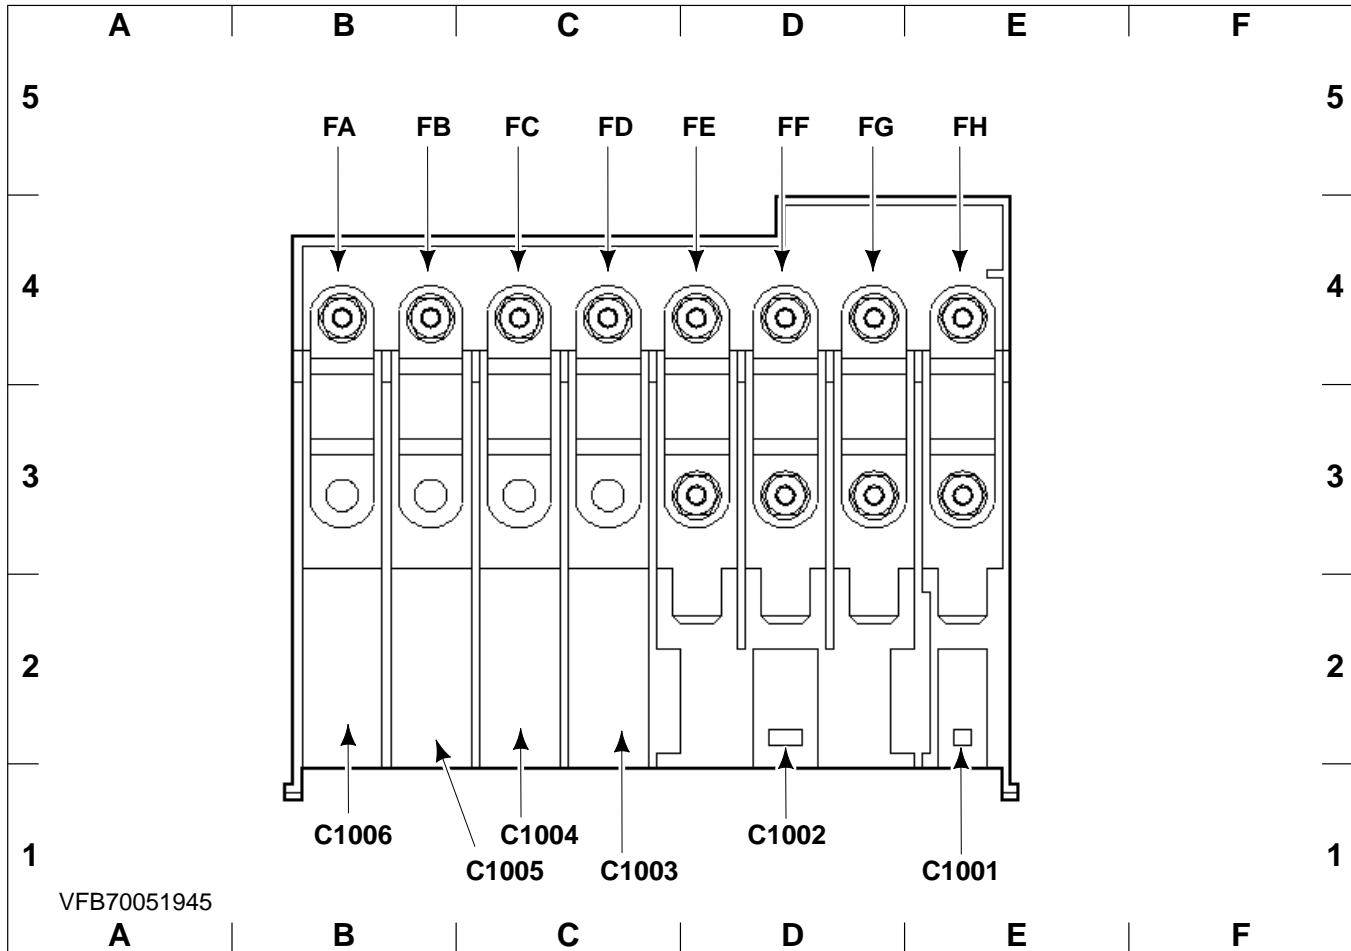 A B C D E F
5 5
FA FB FC FD FE FF FG FH
4 4
3 3
2 2
C1006 C1004 C1002
1 1
C1005 C1003 C1001
VFB70051945
A B C D E F